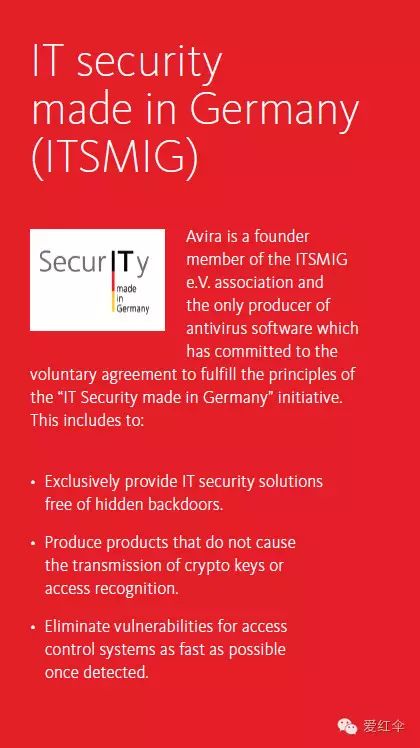 IT security
made in Germany
(ITSMIG)
SecurITy
made
in
Germany
Avira is a founder
member of the ITSMIG
e.V. association and
the only producer of
antivirus software which
has committed to the
voluntary agreement to fulfill the principles of
the “IT Security made in Germany” initiative.
This includes to:
• Exclusively provide IT security solutions
free of hidden backdoors.
• Produce products that do not cause
the transmission of crypto keys or
access recognition.
• Eliminate vulnerabilities for access
control systems as fast as possible
once detected.
爱红伞